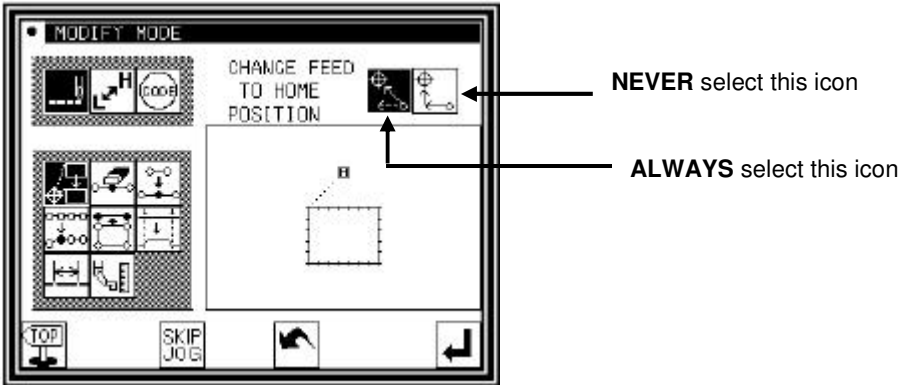 MODIFY MODE
CHANGE FEED
TO HOME
POSITION
L H
CODE
NEVER select this icon
ALWAYS select this icon
H
H
TOP
SKIP
JOG